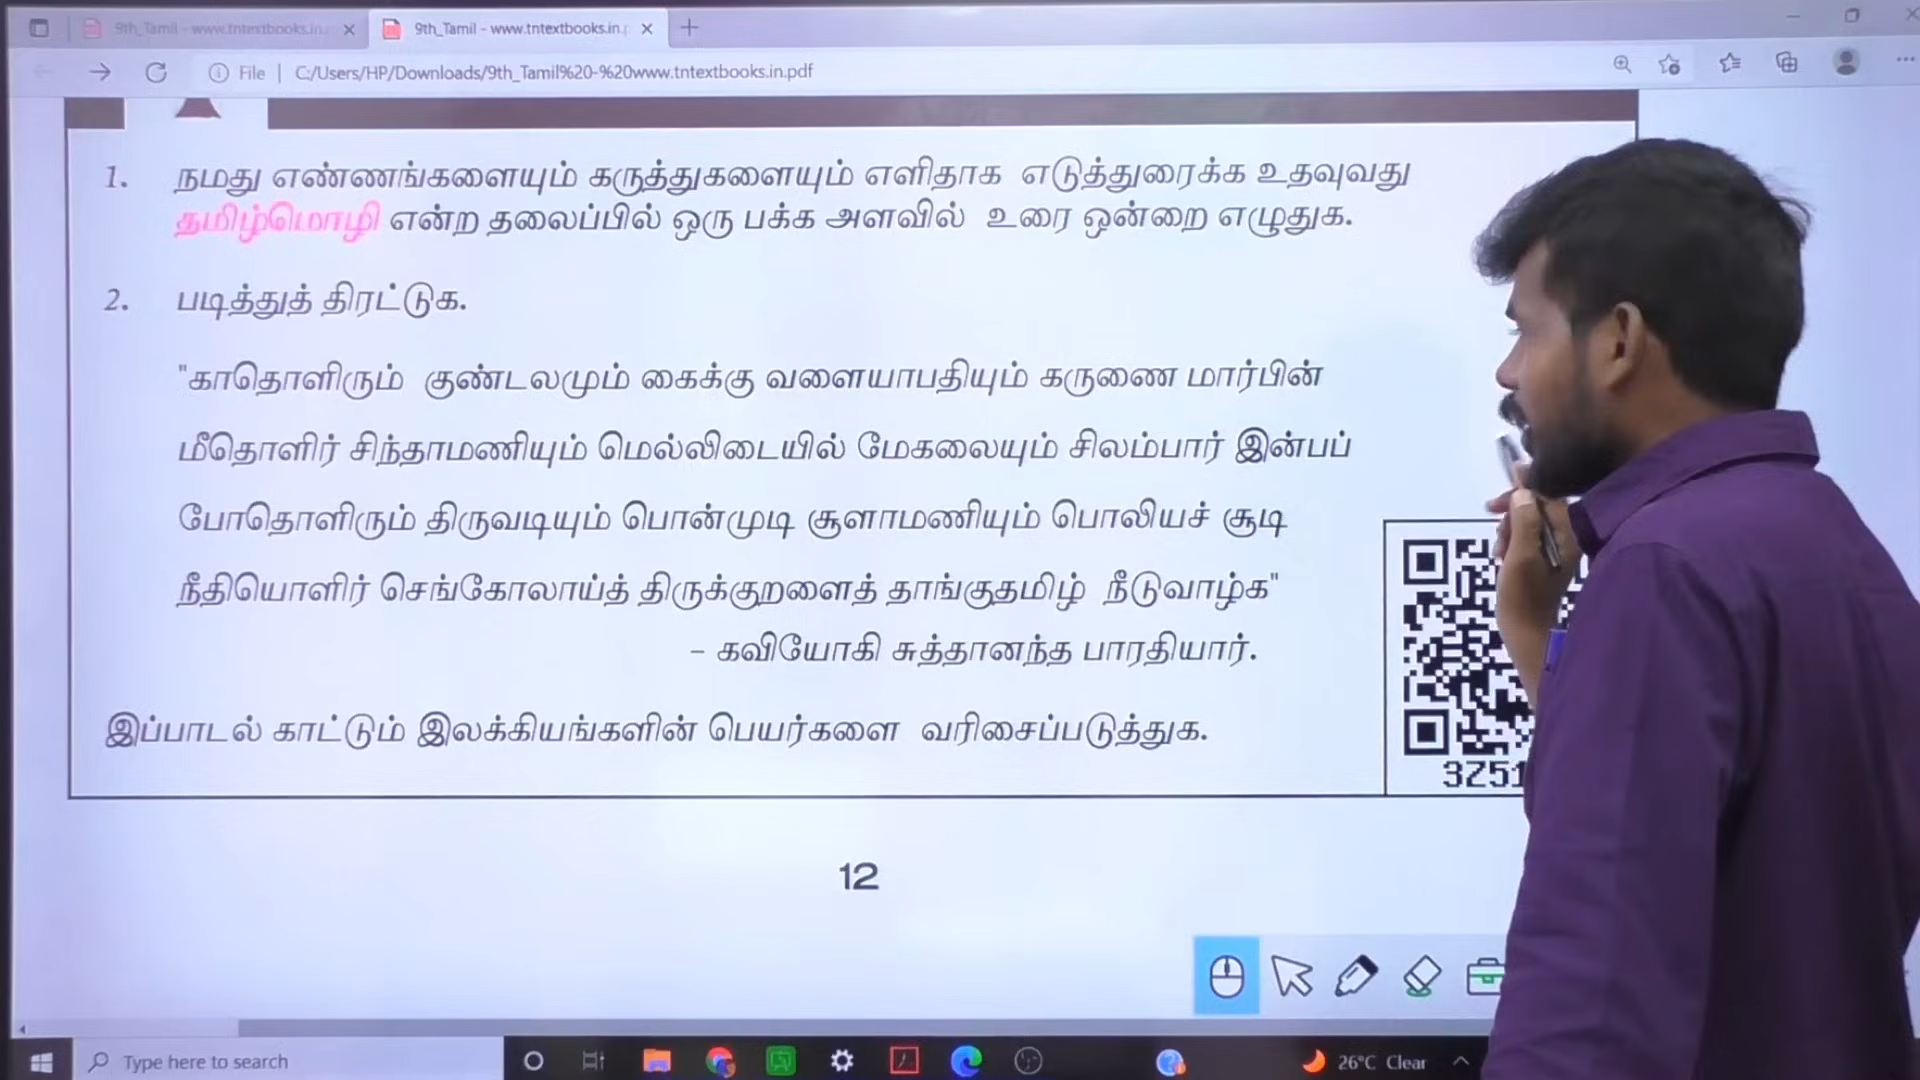 9th_Tamil - www.tntextbooks.in.
9th_Tamil - www.tntextbooks.in.p
File | C:/Users/HP/Downloads/9th_Tamil%20-%20www.tntextbooks.in.pdf
1. நமது எண்ணங்களையும் கருத்துகளையும் எளிதாக எடுத்துரைக்க உதவுவது
தமிழ்மொழி என்ற தலைப்பில் ஒரு பக்க அளவில் உரை ஒன்றை எழுதுக.
2. படித்துத் திரட்டுக.
"காதொளிரும் குண்டலமும் கைக்கு வளையாபதியும் கருணை மார்பின்
மீதொளிர் சிந்தாமணியும் மெல்லிடையில் மேகலையும் சிலம்பார் இன்பப்
போதொளிரும் திருவடியும் பொன்முடி சூளாமணியும் பொலியச் சூடி
நீதியொளிர் செங்கோலாய்த் திருக்குறளைத் தாங்குதமிழ் நீடுவாழ்க"
– கவியோகி சுத்தானந்த பாரதியார்.
இப்பாடல் காட்டும் இலக்கியங்களின் பெயர்களை வரிசைப்படுத்துக.
3Z51
12
Type here to search
26°C Clear